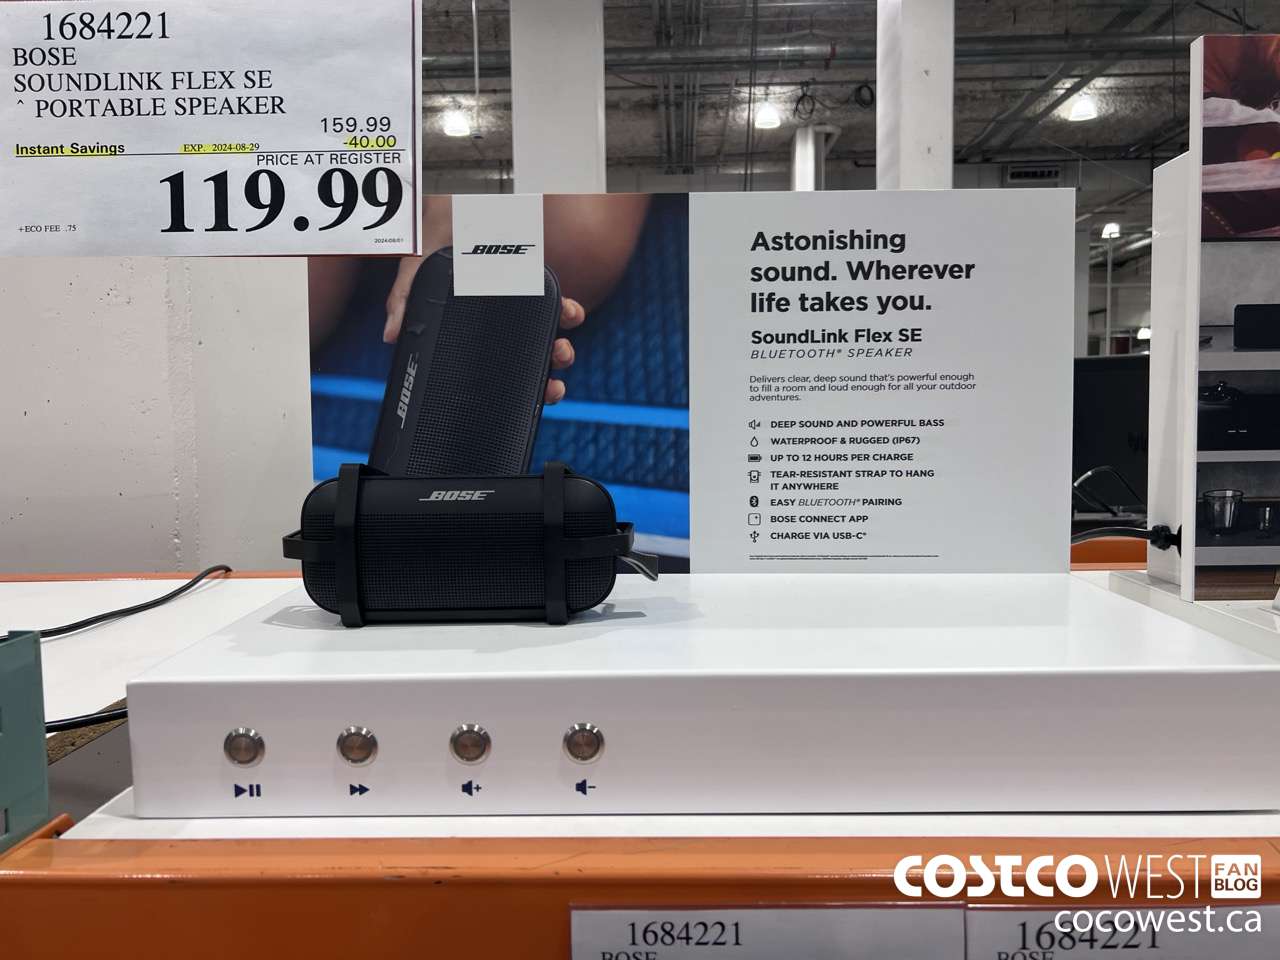 1684221
BOSE
SOUNDLINK FLEX SE
^ PORTABLE SPEAKER
159.99
Instant Savings EXP. 2024-08-29 -40.00
PRICE AT REGISTER
119.99
+ECO FEE .75
2024/08/01
BOSE
BOSE
BOSE
Astonishing
sound. Wherever
life takes you.
SoundLink Flex SE
BLUETOOTH® SPEAKER
Delivers clear, deep sound that's powerful enough
to fill a room and loud enough for all your outdoor
adventures.
DEEP SOUND AND POWERFUL BASS
WATERPROOF & RUGGED (IP67)
UP TO 12 HOURS PER CHARGE
TEAR-RESISTANT STRAP TO HANG
IT ANYWHERE
EASY BLUETOOTH® PAIRING
BOSE CONNECT APP
CHARGE VIA USB-C®
COSTCO WEST FAN BLOG
cocowest.ca
1684221
BOSE
1684221
BOSE